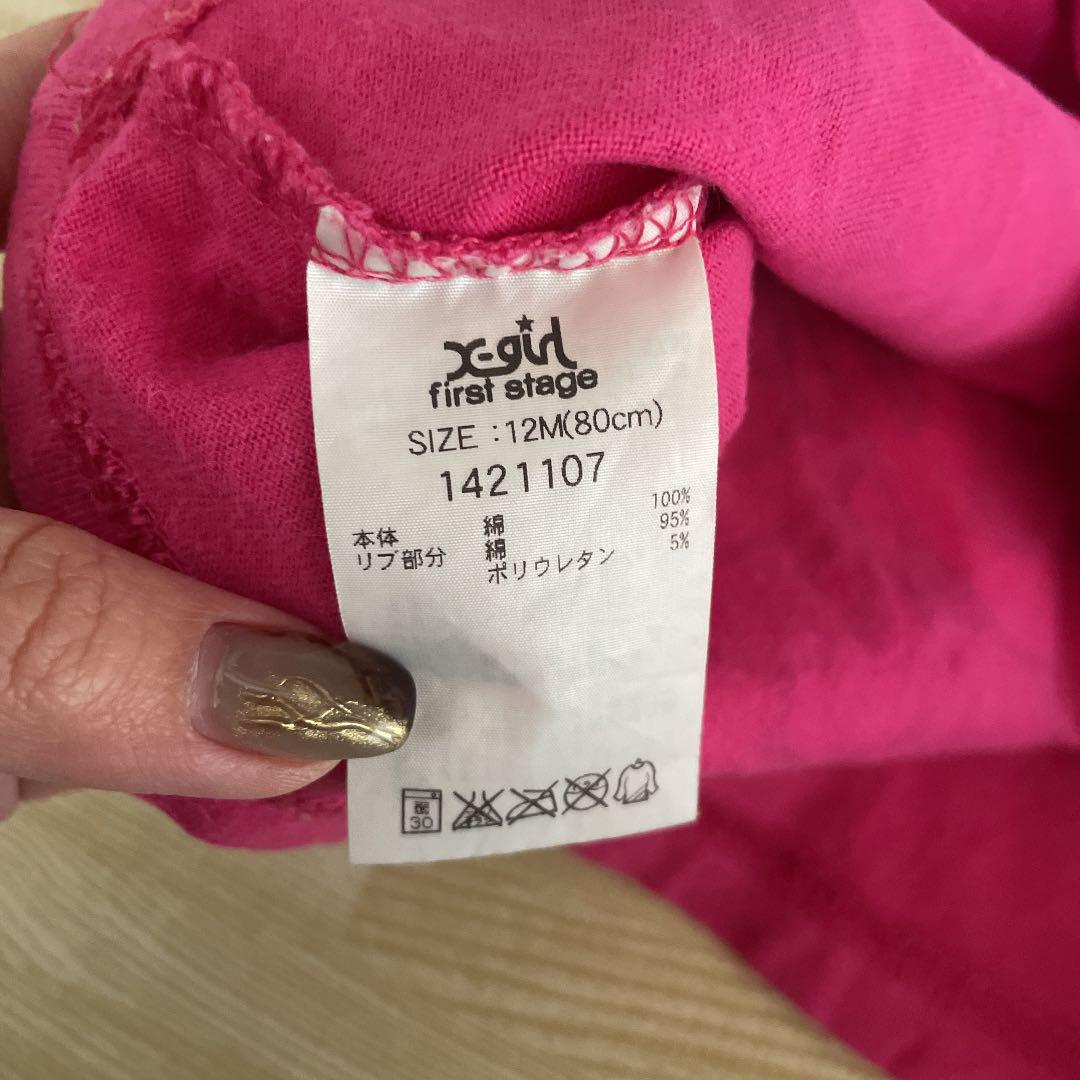 X-girl
first stage
SIZE :12M(80cm)
1421107
本体 綿 100%
リブ部分 綿 95%
ポリウレタン 5%
30